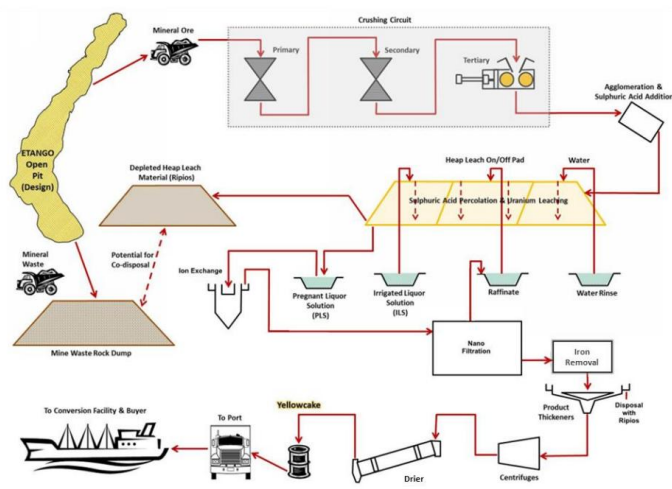 Crushing Circuit
Mineral Ore
Primary
Secondary
Tertiary
Agglomeration &
Sulphuric Acid Addition
ETANGO
Open
Pit
(Design)
Depleted Heap Leach
Material (Ripios)
Heap Leach On/Off Pad
Water
Sulphuric Acid Percolation & Uranium Leaching
Mineral
Waste
Potential for
Co-disposal
Ion Exchange
Pregnant Liquor
Solution
(PLS)
Irrigated Liquor
Solution
(ILS)
Raffinate
Water Rinse
Mine Waste Rock Dump
Nano
Filtration
Iron
Removal
Product
Thickeners
Disposal
with
Ripios
To Conversion Facility & Buyer
To Port
Yellowcake
Drier
Centrifuges